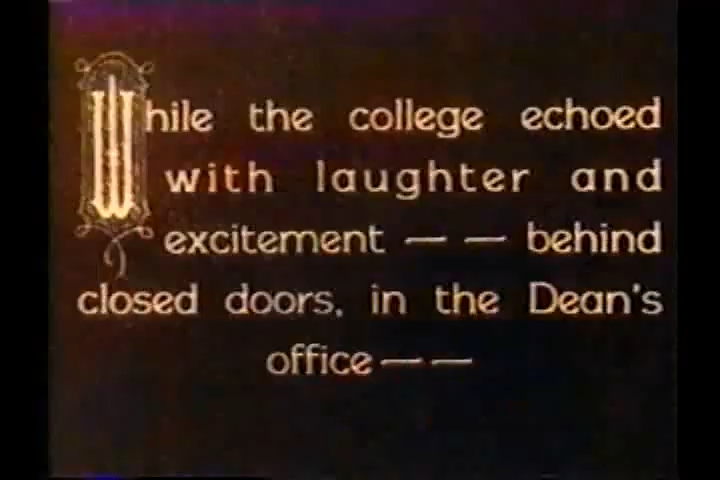 While the college echoed
with laughter and
excitement — — behind
closed doors, in the Dean's
office — —